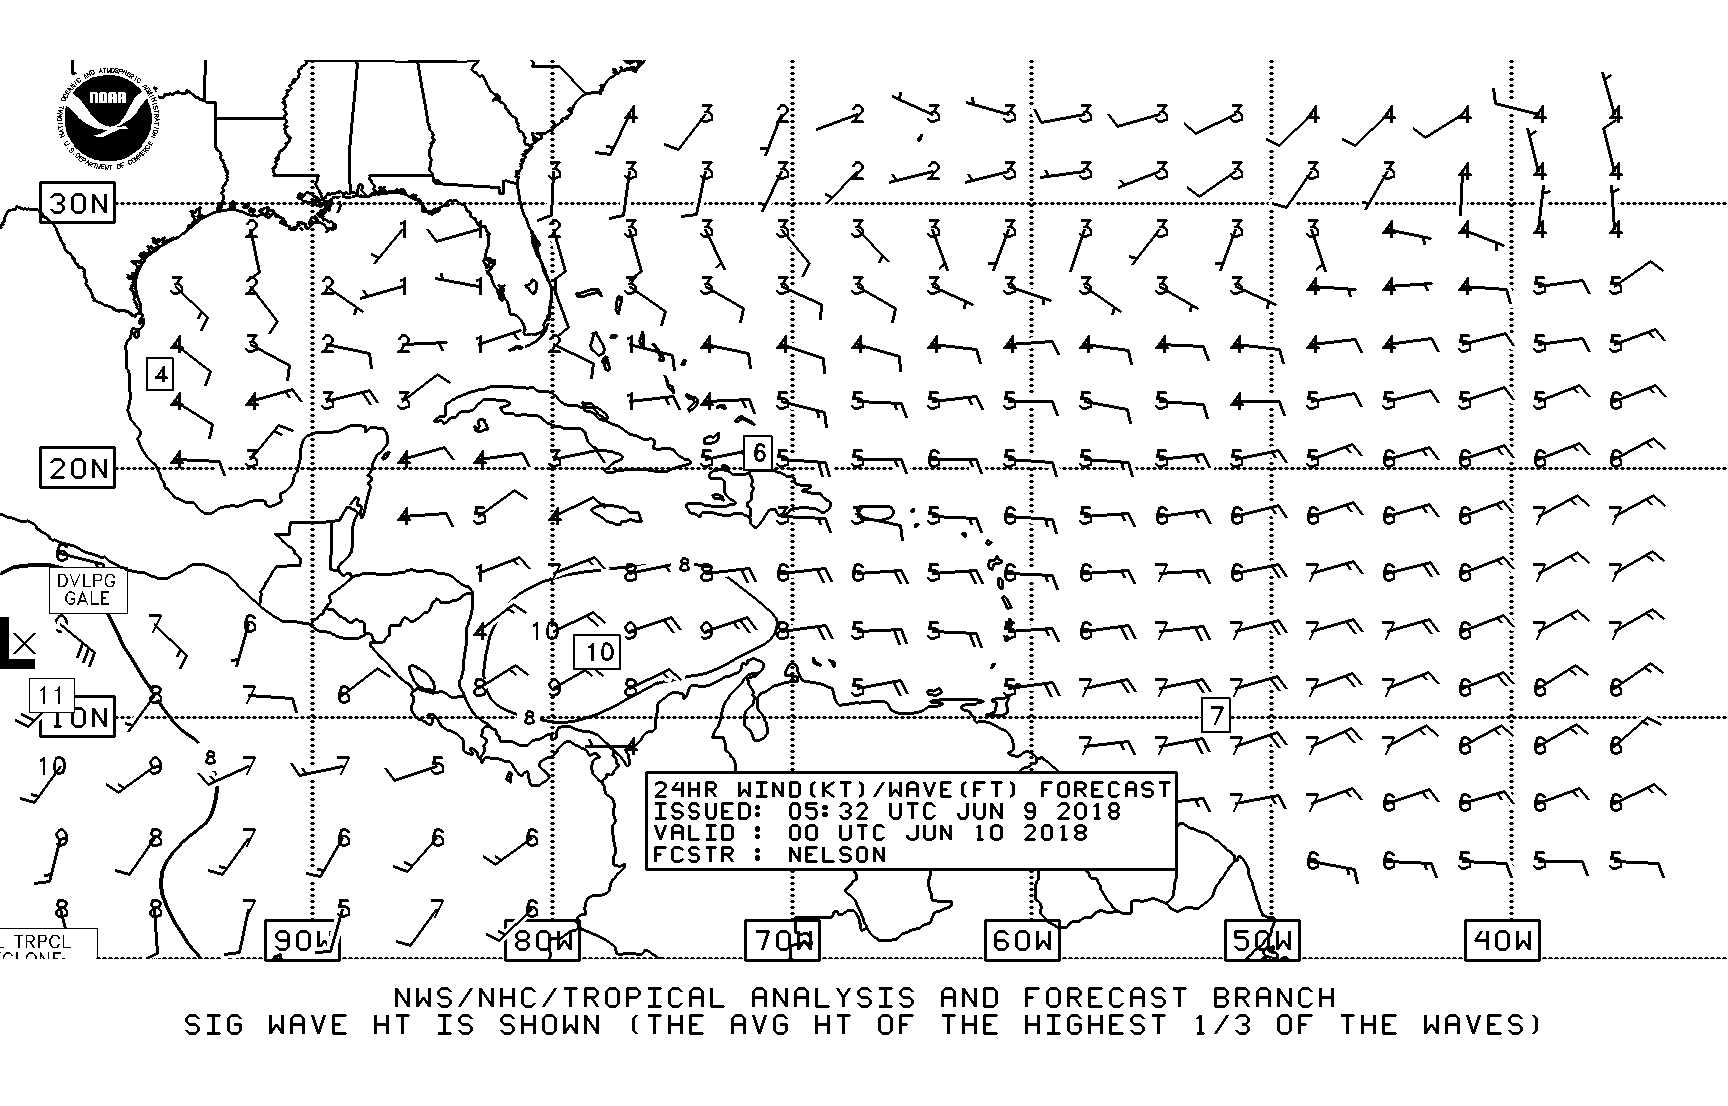 NATIONAL OCEANIC AND ATMOSPHERIC ADMINISTRATION
NOAA
U.S. DEPARTMENT OF COMMERCE
4 3 2 2 3 3 3 3 3 4 4 4 4 4
3 3 3 3 2 2 3 3 3 3 3 3 4 4 4
30N
2 1 1 2 3 3 3 3 3 3 3 3 3 4 4 4 4
3 2 2 1 1 1 3 3 3 3 3 3 3 3 4 4 4 5 5
4 3 2 2 1 2 1 4 4 4 4 4 4 4 4 4 4 5 5 5
4
4 4 3 3 1 4 5 5 5 5 5 5 4 5 5 5 5 6
6
20N
4 3 4 4 3 5 5 5 6 5 5 5 5 5 6 6 6 6
4 5 4 3 3 5 6 5 6 6 6 6 6 7 7
6
1 7 8 8 8 6 6 5 6 6 7 6 7 7 6 7 7
DVLPG
GALE
L
9 7 6 4 10 9 9 8 5 5 5 6 7 7 7 7 6 7 7
10
11
8 7 6 8 9 8 4 5 5 7 7 7 7 7 6 6 6
10N
8
7
4 7 7 7 7 7 6 6 6
8
10 9 7 7 5
24HR WIND(KT)/WAVE(FT) FORECAST
ISSUED: 05:32 UTC JUN 9 2018
VALID : 00 UTC JUN 10 2018
FCSTR : NELSON
6 7 7 6 6 6 6
9 8 7 6 6 6
6 6 5 5 5
8 8 7 5 7 6
L TRPCL
90W 80W 70W 60W 50W 40W
NWS/NHC/TROPICAL ANALYSIS AND FORECAST BRANCH
SIG WAVE HT IS SHOWN (THE AVG HT OF THE HIGHEST 1/3 OF THE WAVES)